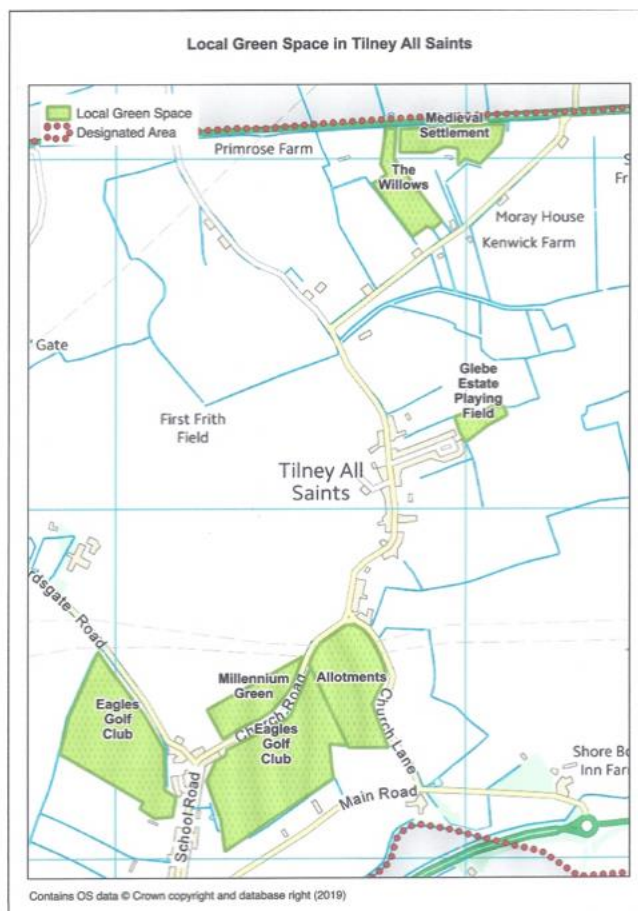 Local Green Space in Tilney All Saints
Local Green Space
Designated Area
Medieval
Settlement
Primrose Farm
The
Willows
Moray House
Kenwick Farm
S
Fr
' Gate
Glebe
Estate
Playing
Field
First Frith
Field
Tilney All
Saints
rdsgate Road
Millennium
Green
Allotments
Eagles
Golf
Club
Church Road
Eagles
Golf
Club
Church Lane
School Road
Main Road
Shore Bo
Inn Far
Contains OS data © Crown copyright and database right (2019)